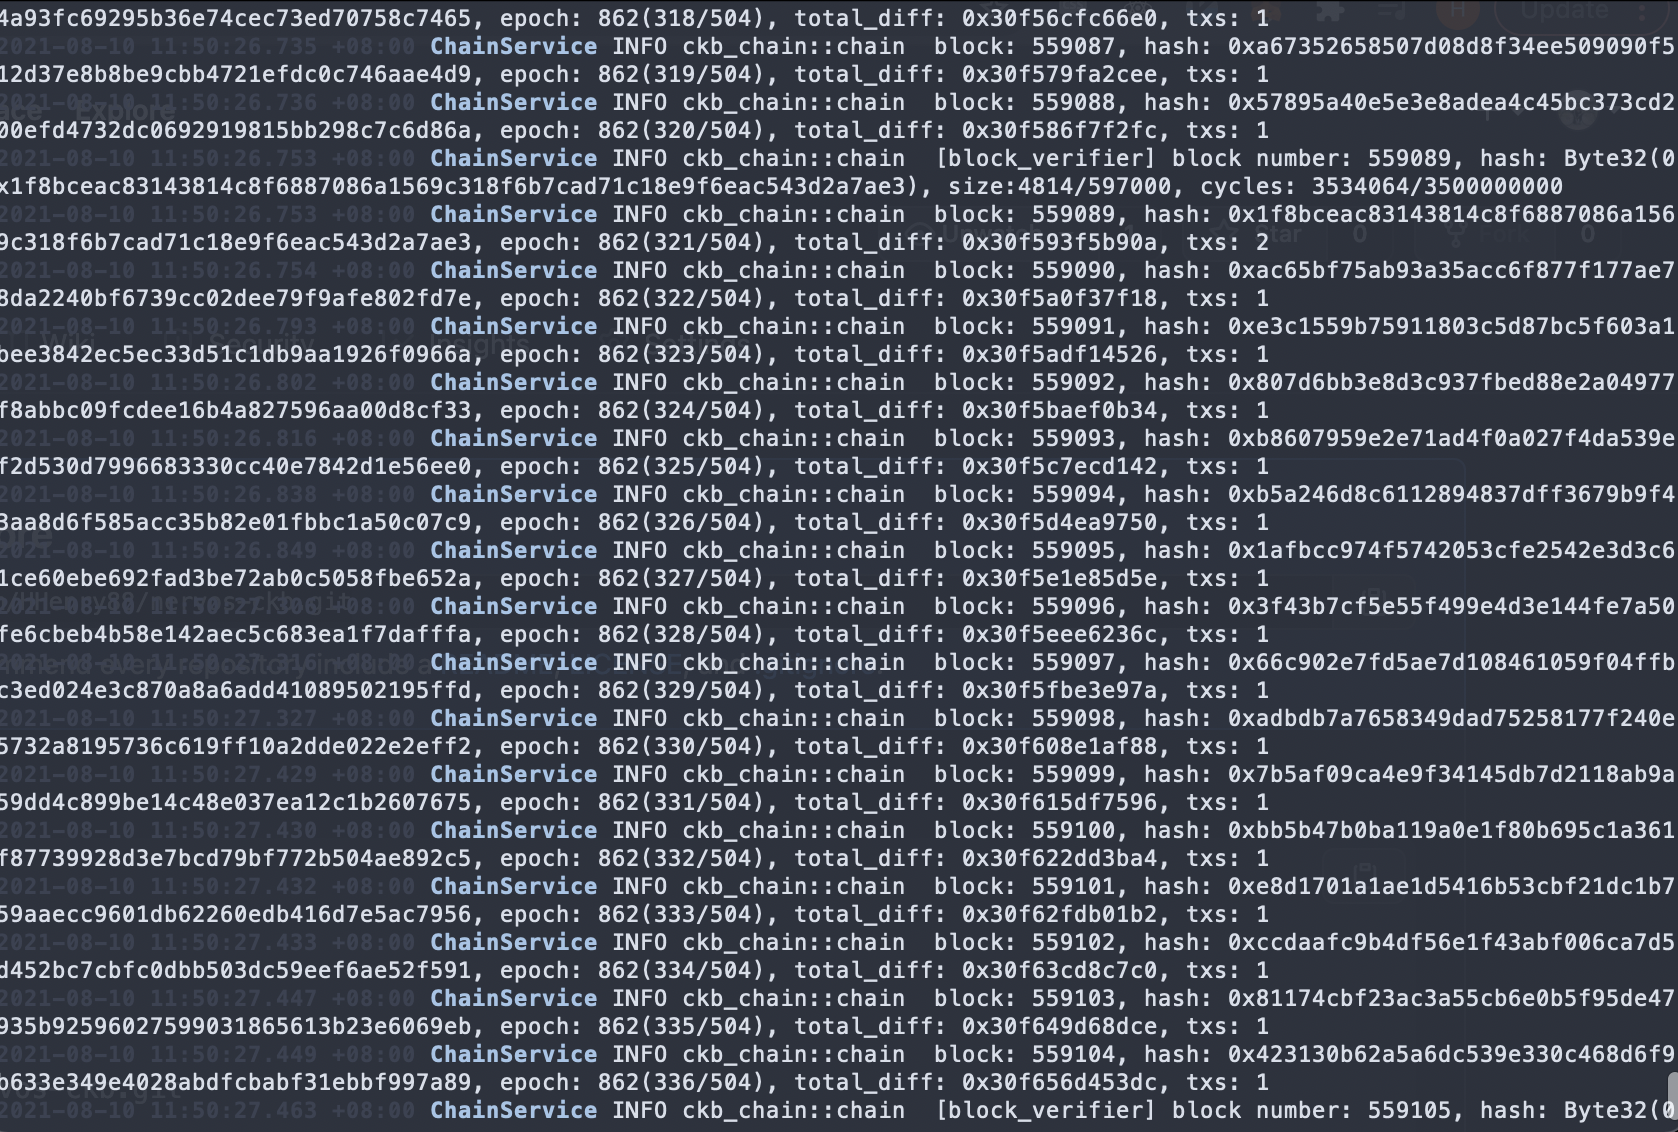 4a93fc69295b36e74cec73ed70758c7465, epoch: 862(318/504), total_diff: 0x30f56cfc66e0, txs: 1
2021-08-10 11:50:26.735 +08:00 ChainService INFO ckb_chain::chain  block: 559087, hash: 0xa67352658507d08d8f34ee509090f5
12d37e8b8be9cbb4721efdc0c746aae4d9, epoch: 862(319/504), total_diff: 0x30f579fa2cee, txs: 1
2021-08-10 11:50:26.736 +08:00 ChainService INFO ckb_chain::chain  block: 559088, hash: 0x57895a40e5e3e8adea4c45bc373cd2
00efd4732dc0692919815bb298c7c6d86a, epoch: 862(320/504), total_diff: 0x30f586f7f2fc, txs: 1
2021-08-10 11:50:26.753 +08:00 ChainService INFO ckb_chain::chain  [block_verifier] block number: 559089, hash: Byte32(0
x1f8bceac83143814c8f6887086a1569c318f6b7cad71c18e9f6eac543d2a7ae3), size:4814/597000, cycles: 3534064/3500000000
2021-08-10 11:50:26.753 +08:00 ChainService INFO ckb_chain::chain  block: 559089, hash: 0x1f8bceac83143814c8f6887086a156
9c318f6b7cad71c18e9f6eac543d2a7ae3, epoch: 862(321/504), total_diff: 0x30f593f5b90a, txs: 2
2021-08-10 11:50:26.754 +08:00 ChainService INFO ckb_chain::chain  block: 559090, hash: 0xac65bf75ab93a35acc6f877f177ae7
8da2240bf6739cc02dee79f9afe802fd7e, epoch: 862(322/504), total_diff: 0x30f5a0f37f18, txs: 1
2021-08-10 11:50:26.793 +08:00 ChainService INFO ckb_chain::chain  block: 559091, hash: 0xe3c1559b75911803c5d87bc5f603a1
bee3842ec5ec33d51c1db9aa1926f0966a, epoch: 862(323/504), total_diff: 0x30f5adf14526, txs: 1
2021-08-10 11:50:26.802 +08:00 ChainService INFO ckb_chain::chain  block: 559092, hash: 0x807d6bb3e8d3c937fbed88e2a04977
f8abbc09fcdee16b4a827596aa00d8cf33, epoch: 862(324/504), total_diff: 0x30f5baef0b34, txs: 1
2021-08-10 11:50:26.816 +08:00 ChainService INFO ckb_chain::chain  block: 559093, hash: 0xb8607959e2e71ad4f0a027f4da539e
f2d530d7996683330cc40e7842d1e56ee0, epoch: 862(325/504), total_diff: 0x30f5c7ecd142, txs: 1
2021-08-10 11:50:26.838 +08:00 ChainService INFO ckb_chain::chain  block: 559094, hash: 0xb5a246d8c6112894837dff3679b9f4
3aa8d6f585acc35b82e01fbbc1a50c07c9, epoch: 862(326/504), total_diff: 0x30f5d4ea9750, txs: 1
2021-08-10 11:50:26.849 +08:00 ChainService INFO ckb_chain::chain  block: 559095, hash: 0x1afbcc974f5742053cfe2542e3d3c6
1ce60ebe692fad3be72ab0c5058fbe652a, epoch: 862(327/504), total_diff: 0x30f5e1e85d5e, txs: 1
ChainService INFO ckb_chain::chain  block: 559096, hash: 0x3f43b7cf5e55f499e4d3e144fe7a50
fe6cbeb4b58e142aec5c683ea1f7dafffa, epoch: 862(328/504), total_diff: 0x30f5eee6236c, txs: 1
ChainService INFO ckb_chain::chain  block: 559097, hash: 0x66c902e7fd5ae7d108461059f04ffb
c3ed024e3c870a8a6add41089502195ffd, epoch: 862(329/504), total_diff: 0x30f5fbe3e97a, txs: 1
2021-08-10 11:50:27.327 +08:00 ChainService INFO ckb_chain::chain  block: 559098, hash: 0xadbdb7a7658349dad75258177f240e
5732a8195736c619ff10a2dde022e2eff2, epoch: 862(330/504), total_diff: 0x30f608e1af88, txs: 1
2021-08-10 11:50:27.429 +08:00 ChainService INFO ckb_chain::chain  block: 559099, hash: 0x7b5af09ca4e9f34145db7d2118ab9a
59dd4c899be14c48e037ea12c1b2607675, epoch: 862(331/504), total_diff: 0x30f615df7596, txs: 1
2021-08-10 11:50:27.430 +08:00 ChainService INFO ckb_chain::chain  block: 559100, hash: 0xbb5b47b0ba119a0e1f80b695c1a361
f87739928d3e7bcd79bf772b504ae892c5, epoch: 862(332/504), total_diff: 0x30f622dd3ba4, txs: 1
2021-08-10 11:50:27.432 +08:00 ChainService INFO ckb_chain::chain  block: 559101, hash: 0xe8d1701a1ae1d5416b53cbf21dc1b7
59aaecc9601db62260edb416d7e5ac7956, epoch: 862(333/504), total_diff: 0x30f62fdb01b2, txs: 1
2021-08-10 11:50:27.433 +08:00 ChainService INFO ckb_chain::chain  block: 559102, hash: 0xccdaafc9b4df56e1f43abf006ca7d5
d452bc7cbfc0dbb503dc59eef6ae52f591, epoch: 862(334/504), total_diff: 0x30f63cd8c7c0, txs: 1
2021-08-10 11:50:27.447 +08:00 ChainService INFO ckb_chain::chain  block: 559103, hash: 0x81174cbf23ac3a55cb6e0b5f95de47
935b92596027599031865613b23e6069eb, epoch: 862(335/504), total_diff: 0x30f649d68dce, txs: 1
2021-08-10 11:50:27.449 +08:00 ChainService INFO ckb_chain::chain  block: 559104, hash: 0x423130b62a5a6dc539e330c468d6f9
b633e349e4028abdfcbabf31ebbf997a89, epoch: 862(336/504), total_diff: 0x30f656d453dc, txs: 1
2021-08-10 11:50:27.463 +08:00 ChainService INFO ckb_chain::chain  [block_verifier] block number: 559105, hash: Byte32(0